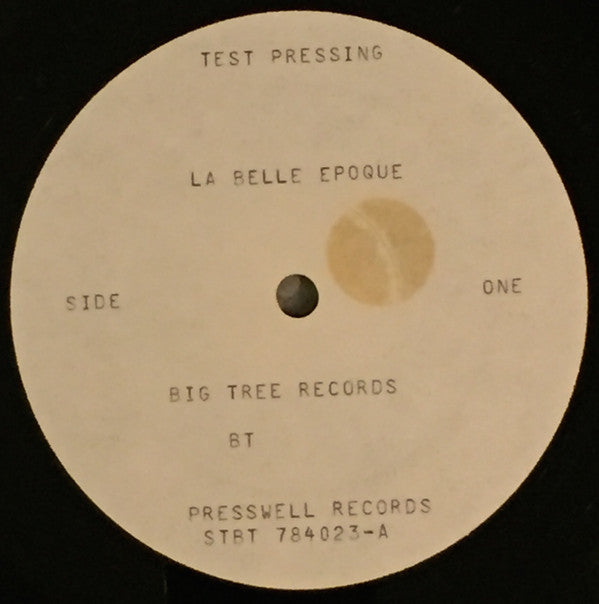 TEST PRESSING
LA BELLE EPOQUE
SIDE ONE
BIG TREE RECORDS
BT
PRESSWELL RECORDS
STBT 784023-A